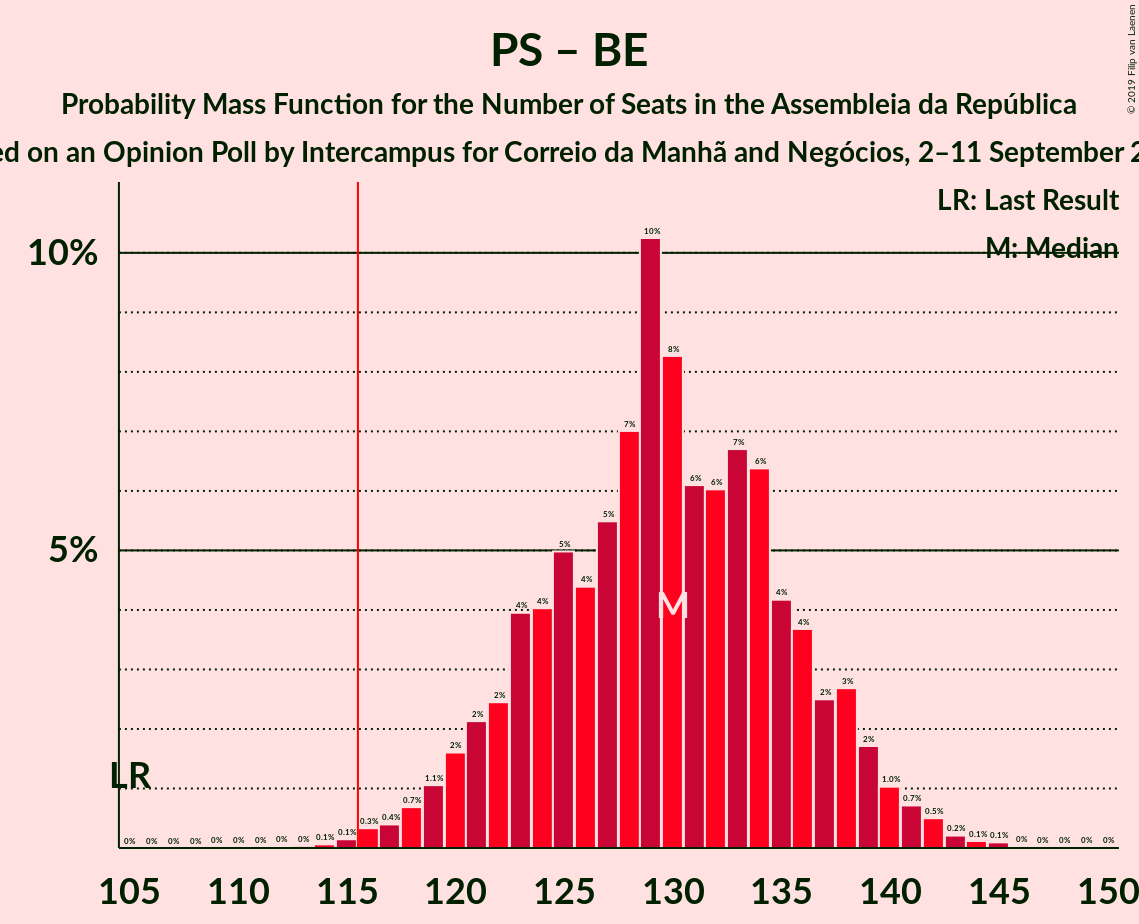 PS – BE
Probability Mass Function for the Number of Seats in the Assembleia da República
ed on an Opinion Poll by Intercampus for Correio da Manhã and Negócios, 2–11 September 2
© 2019 Filip van Laenen
LR: Last Result
M: Median
10%
5%
LR
M
0% 0% 0% 0% 0% 0% 0% 0% 0% 0.1% 0.1% 0.3% 0.4% 0.7% 1.1% 2% 2% 2% 4% 4% 5% 4% 5% 7% 10% 8% 6% 6% 7% 6% 4% 4% 2% 3% 2% 1.0% 0.7% 0.5% 0.2% 0.1% 0.1% 0% 0% 0% 0% 0%
105 110 115 120 125 130 135 140 145 150